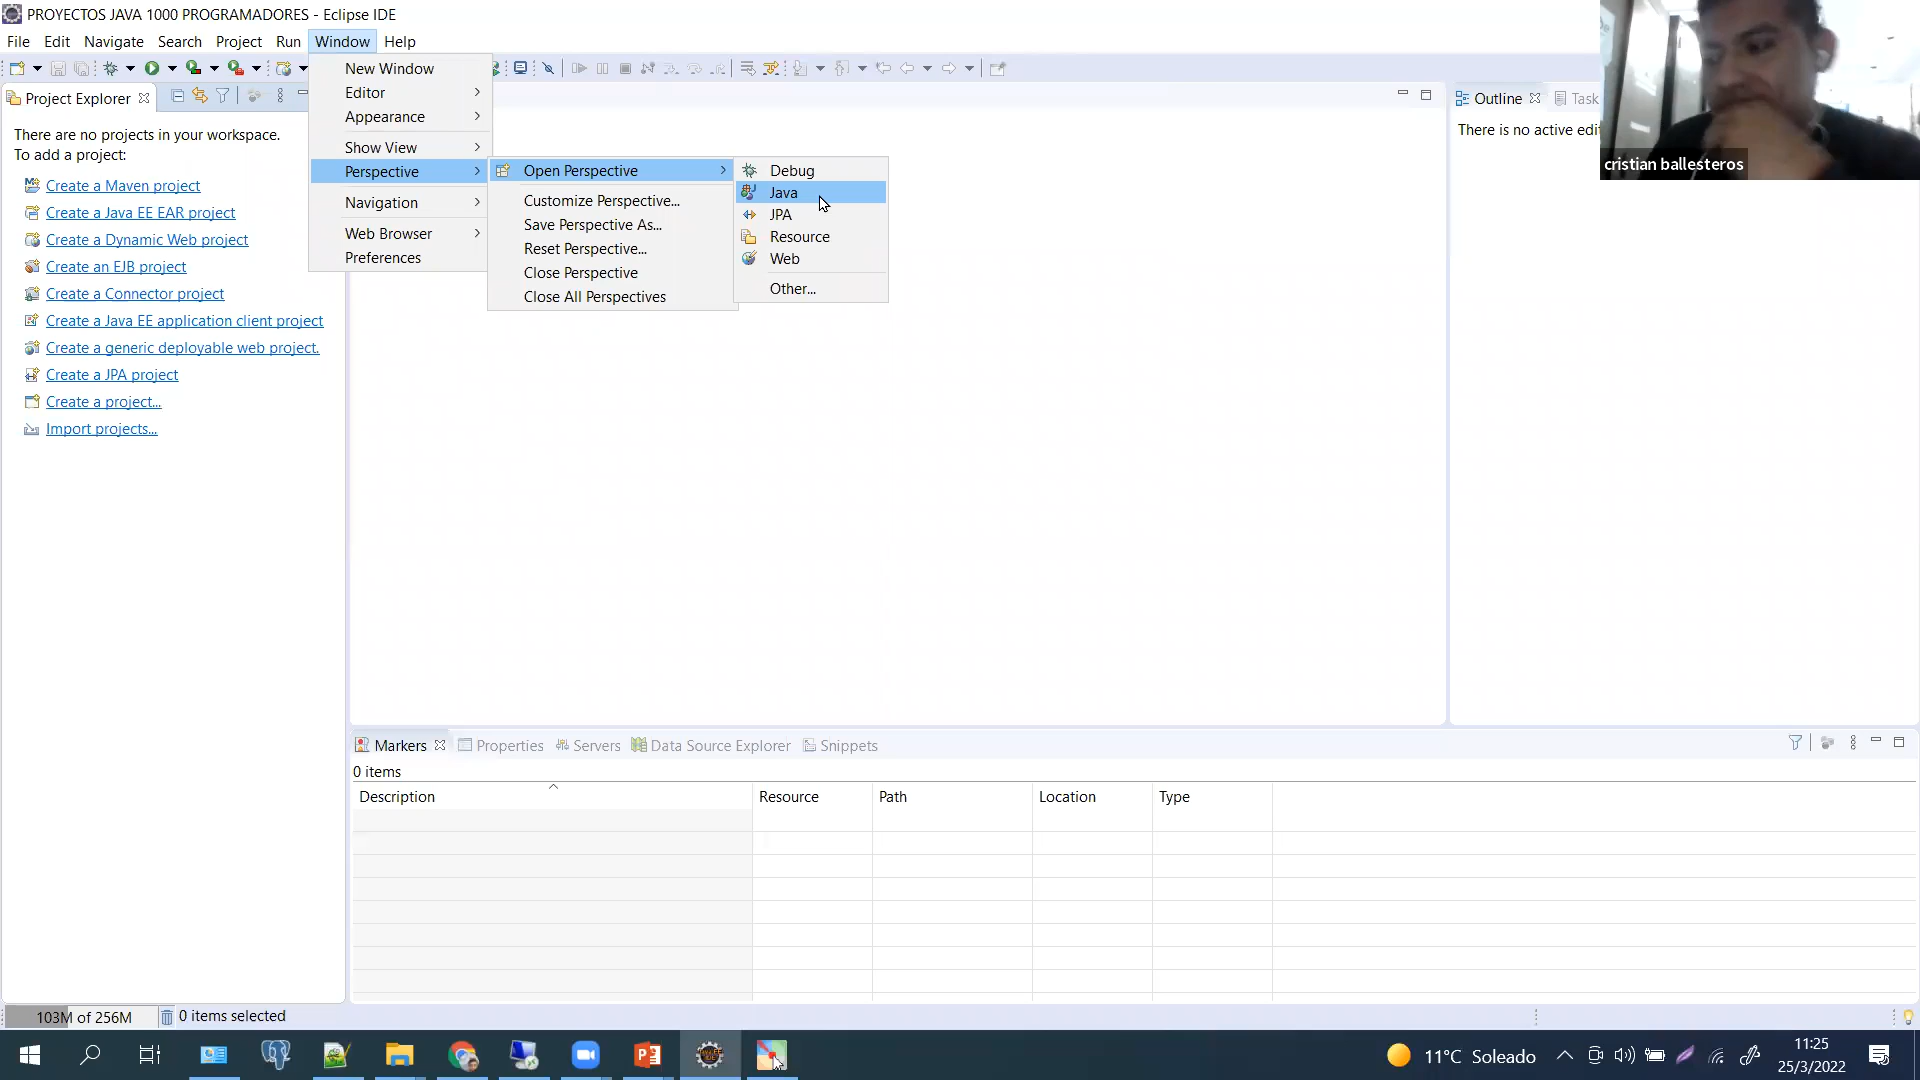 PROYECTOS JAVA 1000 PROGRAMADORES - Eclipse IDE
File Edit Navigate Search Project Run Window Help
Project Explorer
There are no projects in your workspace.
To add a project:
Create a Maven project
Create a Java EE EAR project
Create a Dynamic Web project
Create an EJB project
Create a Connector project
Create a Java EE application client project
Create a generic deployable web project.
Create a JPA project
Create a project...
Import projects...
New Window
Editor
Appearance
Show View
Perspective
Navigation
Web Browser
Preferences
Open Perspective
Customize Perspective...
Save Perspective As...
Reset Perspective...
Close Perspective
Close All Perspectives
Debug
Java
JPA
Resource
Web
Other...
Outline Task
There is no active edi
cristian ballesteros
Markers Properties Servers Data Source Explorer Snippets
0 items
Description Resource Path Location Type
103M of 256M 0 items selected
11°C Soleado
11:25
25/3/2022